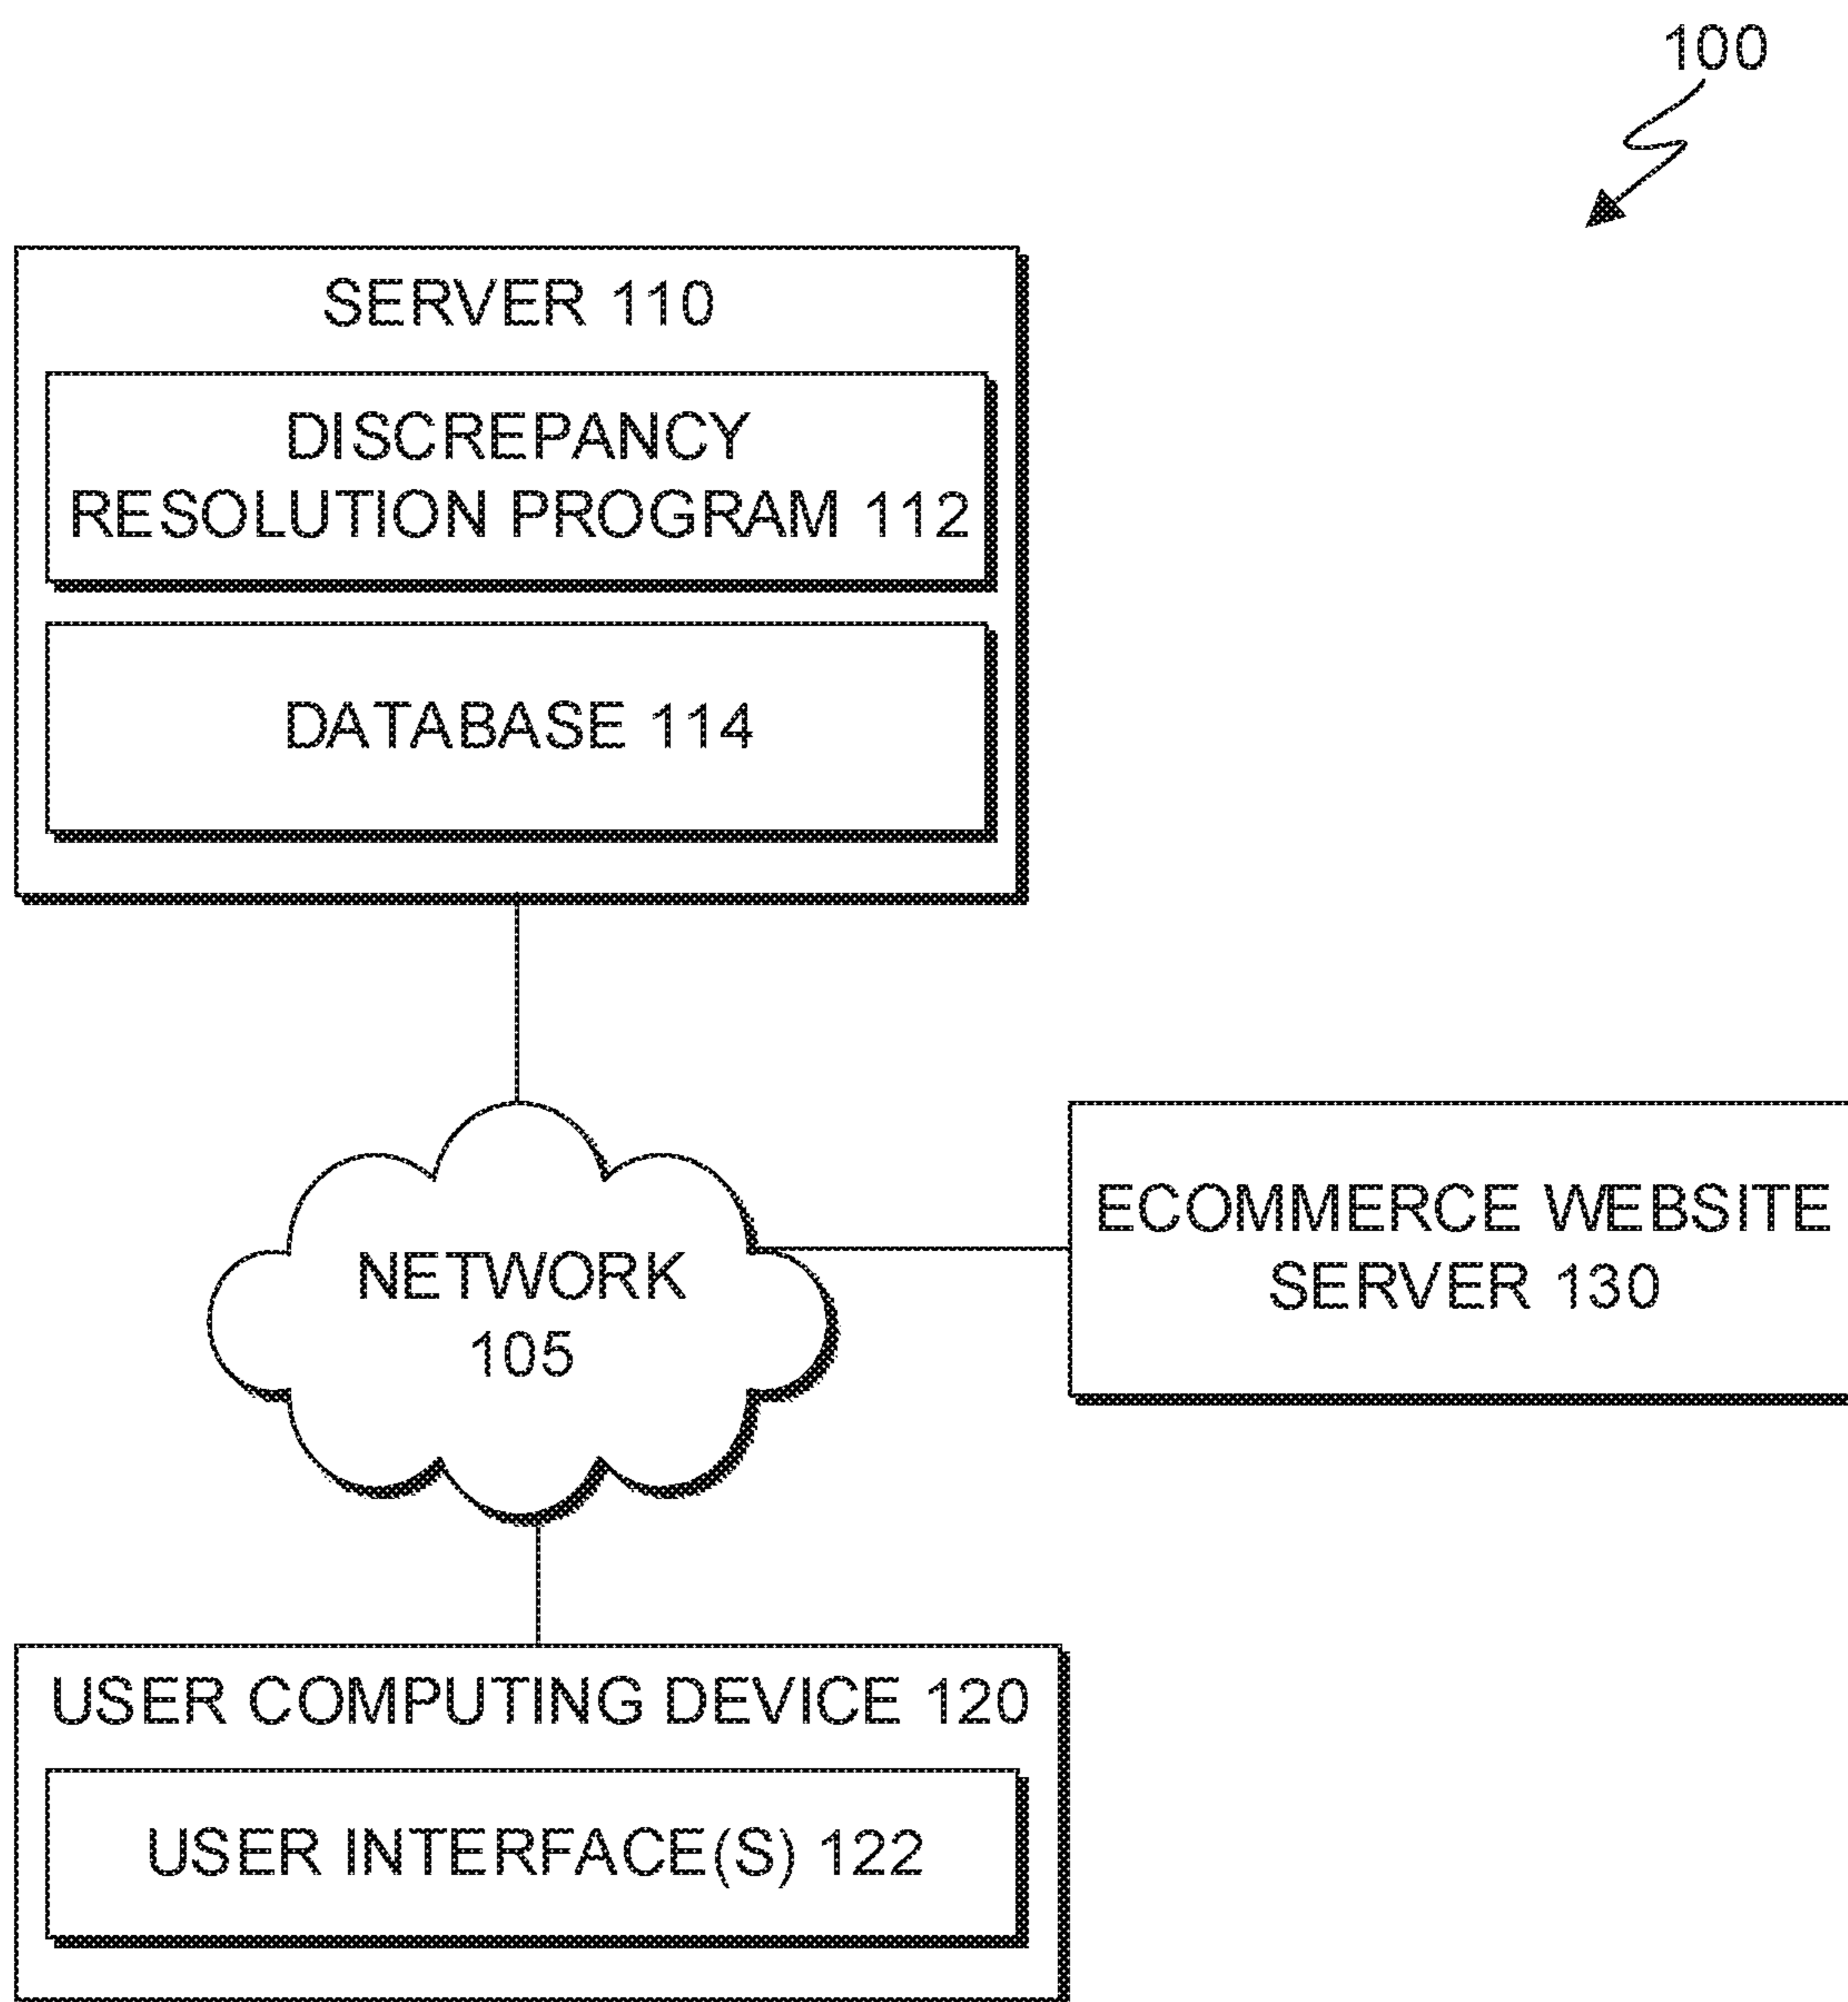 100
SERVER 110
DISCREPANCY
RESOLUTION PROGRAM 112
DATABASE 114
NETWORK
105
ECOMMERCE WEBSITE
SERVER 130
USER COMPUTING DEVICE 120
USER INTERFACE(S) 122